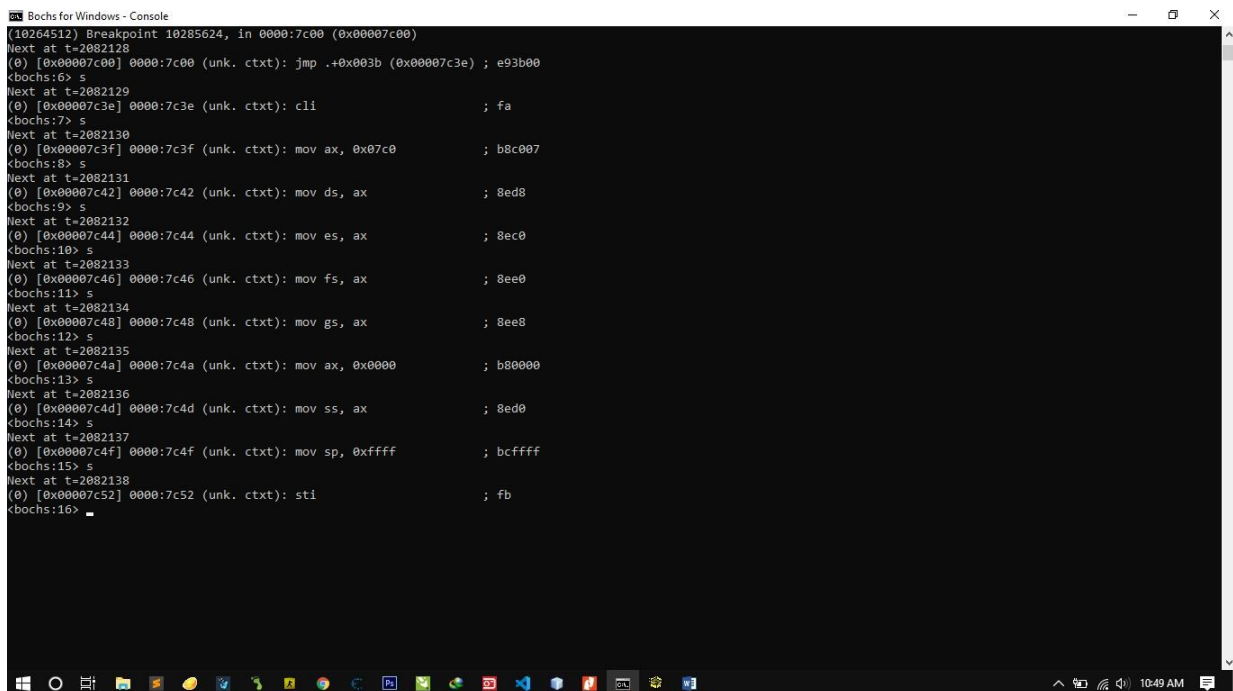 Bochs for Windows - Console
(10264512) Breakpoint 10285624, in 0000:7c00 (0x00007c00)
Next at t=2082128
(0) [0x00007c00] 0000:7c00 (unk. ctxt): jmp .+0x003b (0x00007c3e) ; e93b00
<bochs:6> s
Next at t=2082129
(0) [0x00007c3e] 0000:7c3e (unk. ctxt): cli ; fa
<bochs:7> s
Next at t=2082130
(0) [0x00007c3f] 0000:7c3f (unk. ctxt): mov ax, 0x07c0 ; b8c007
<bochs:8> s
Next at t=2082131
(0) [0x00007c42] 0000:7c42 (unk. ctxt): mov ds, ax ; 8ed8
<bochs:9> s
Next at t=2082132
(0) [0x00007c44] 0000:7c44 (unk. ctxt): mov es, ax ; 8ec0
<bochs:10> s
Next at t=2082133
(0) [0x00007c46] 0000:7c46 (unk. ctxt): mov fs, ax ; 8ee0
<bochs:11> s
Next at t=2082134
(0) [0x00007c48] 0000:7c48 (unk. ctxt): mov gs, ax ; 8ee8
<bochs:12> s
Next at t=2082135
(0) [0x00007c4a] 0000:7c4a (unk. ctxt): mov ax, 0x0000 ; b80000
<bochs:13> s
Next at t=2082136
(0) [0x00007c4d] 0000:7c4d (unk. ctxt): mov ss, ax ; 8ed0
<bochs:14> s
Next at t=2082137
(0) [0x00007c4f] 0000:7c4f (unk. ctxt): mov sp, 0xffff ; bcffff
<bochs:15> s
Next at t=2082138
(0) [0x00007c52] 0000:7c52 (unk. ctxt): sti ; fb
<bochs:16>
Ps
10:49 AM